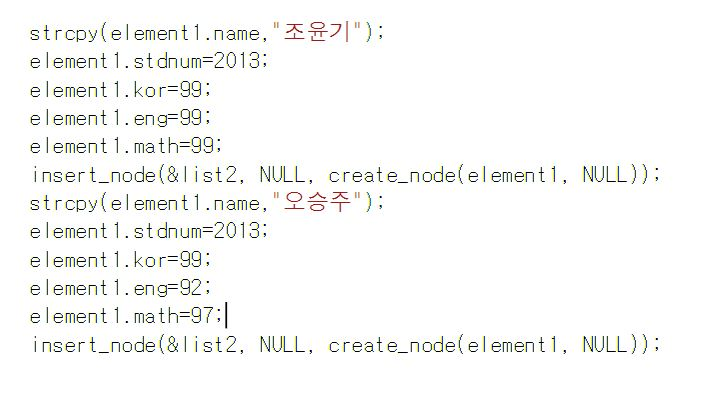 strcpy(element1.name,"조윤기");
element1.stdnum=2013;
element1.kor=99;
element1.eng=99;
element1.math=99;
insert_node(&list2, NULL, create_node(element1, NULL));
strcpy(element1.name,"오승주");
element1.stdnum=2013;
element1.kor=99;
element1.eng=92;
element1.math=97;
insert_node(&list2, NULL, create_node(element1, NULL));